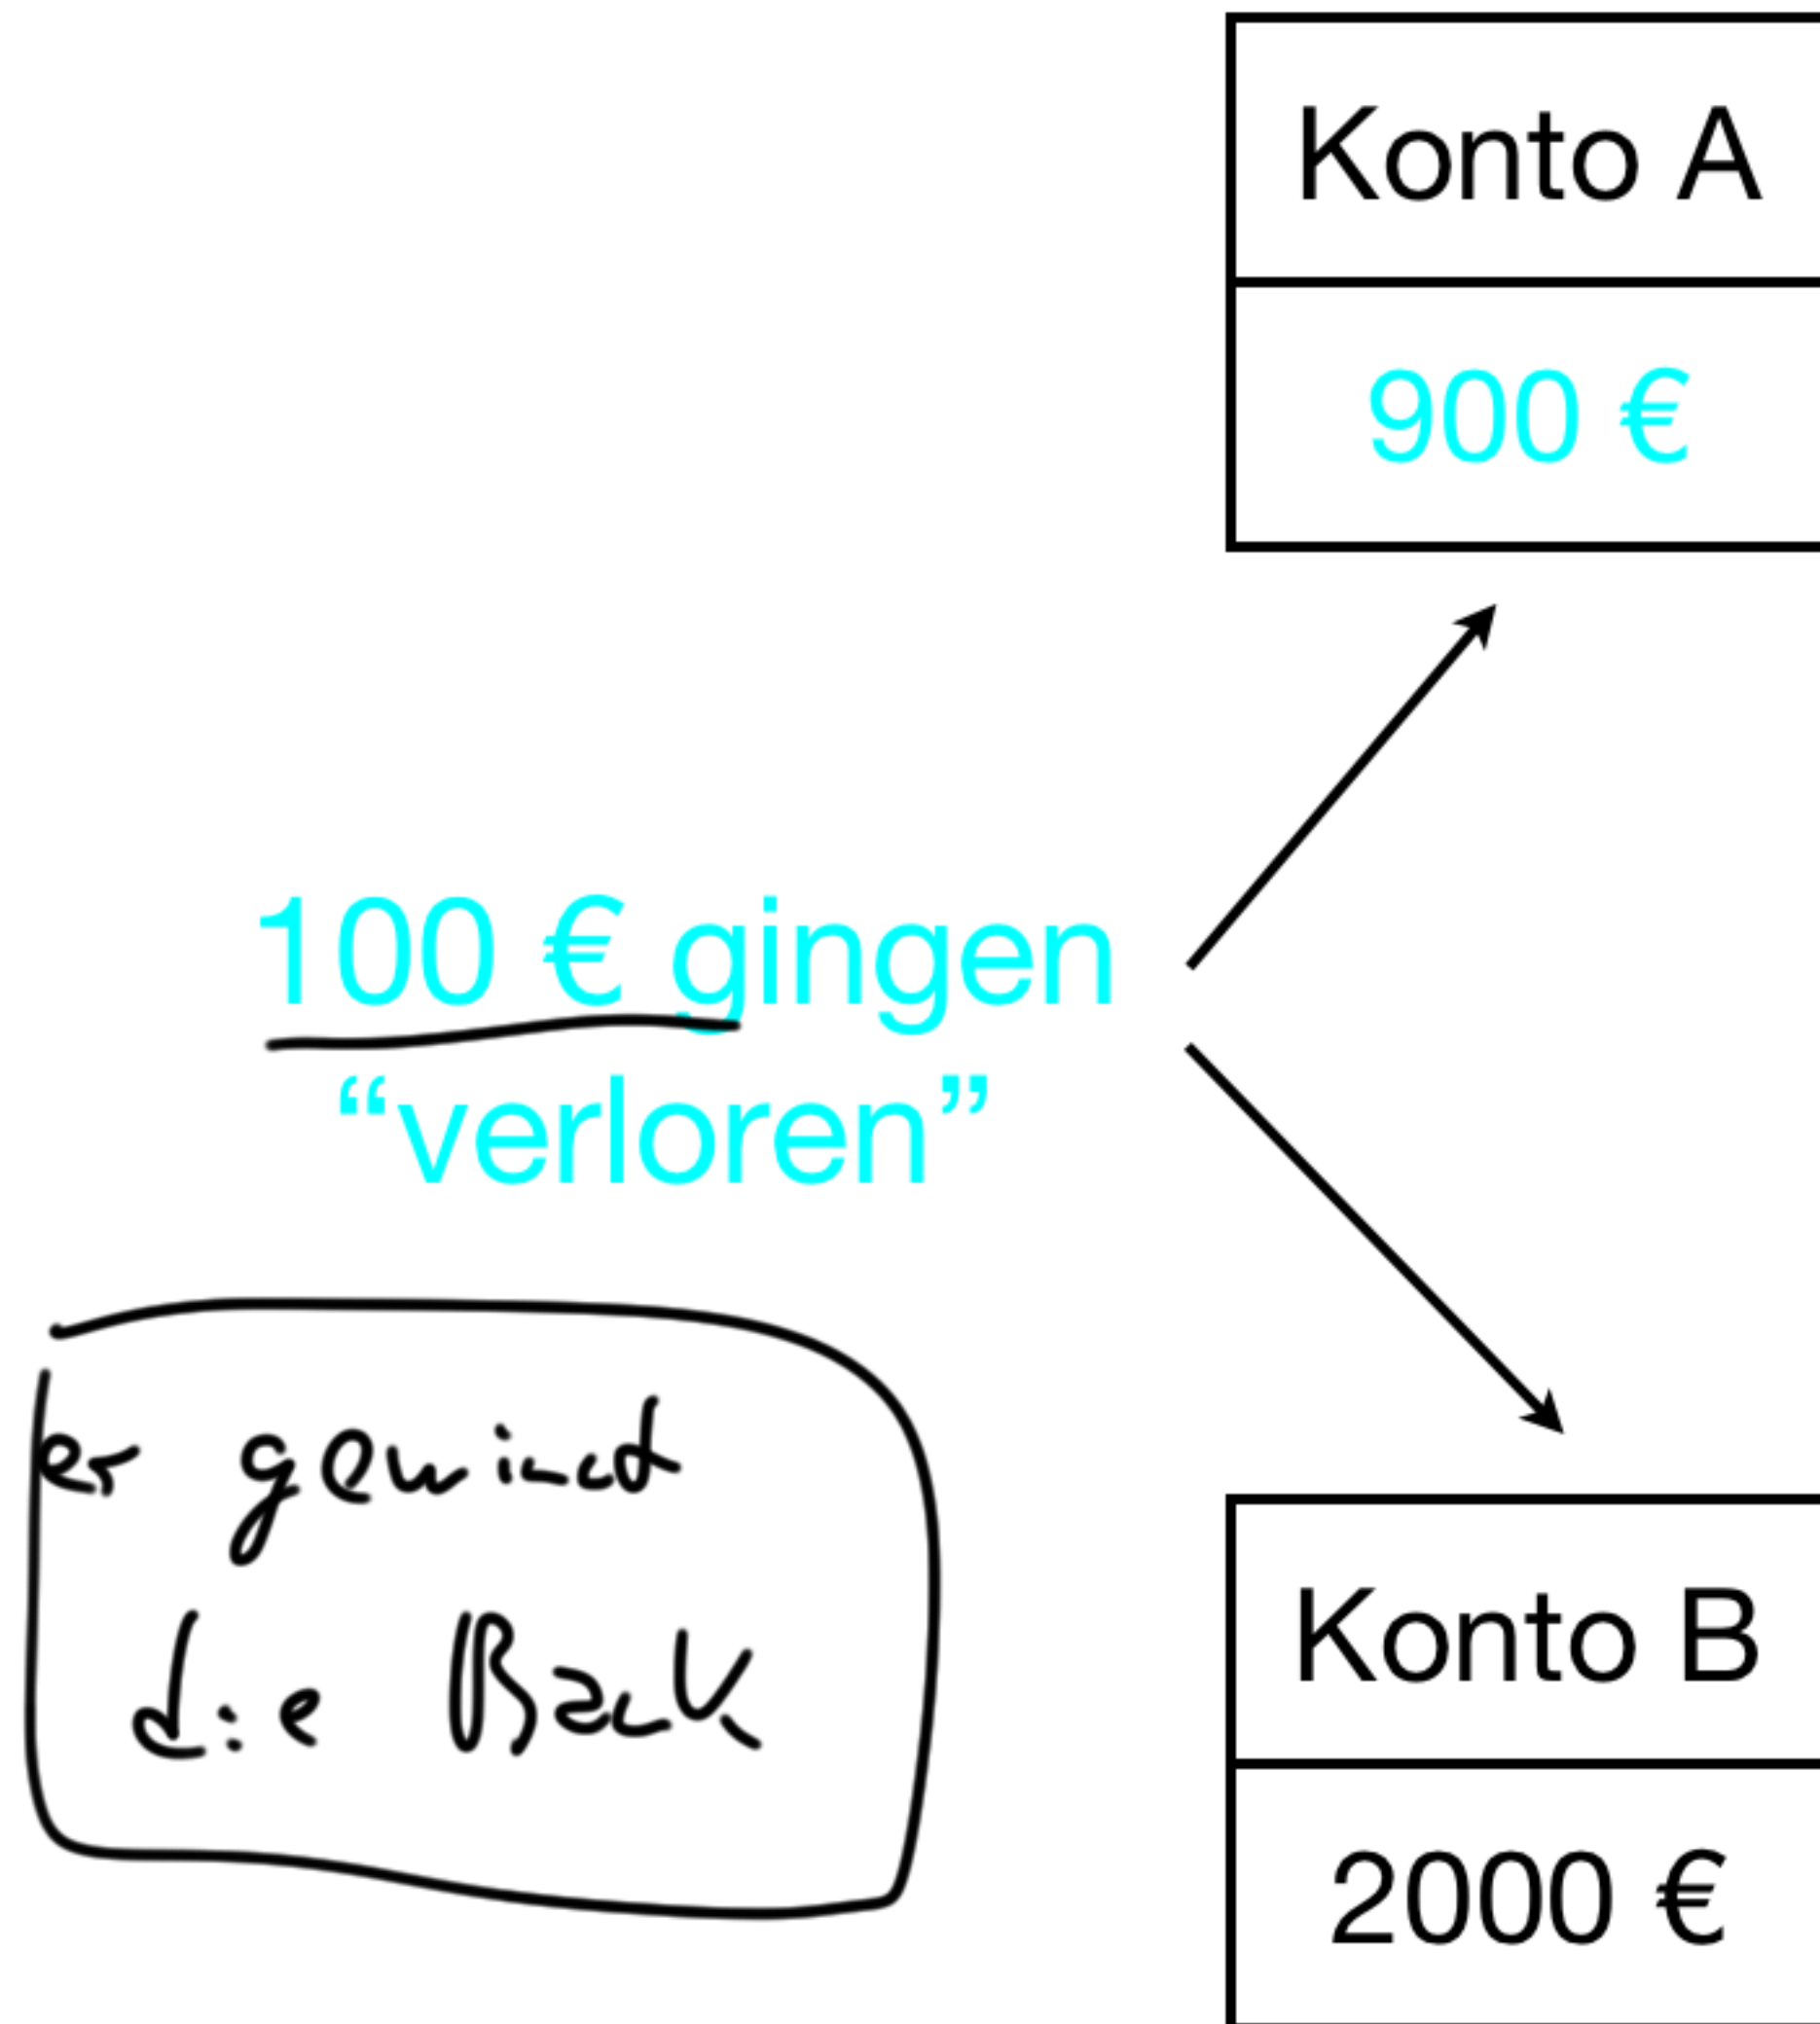 Konto A
900 €
100 € gingen
“verloren”
er gewinnt
die Bank
Konto B
2000 €